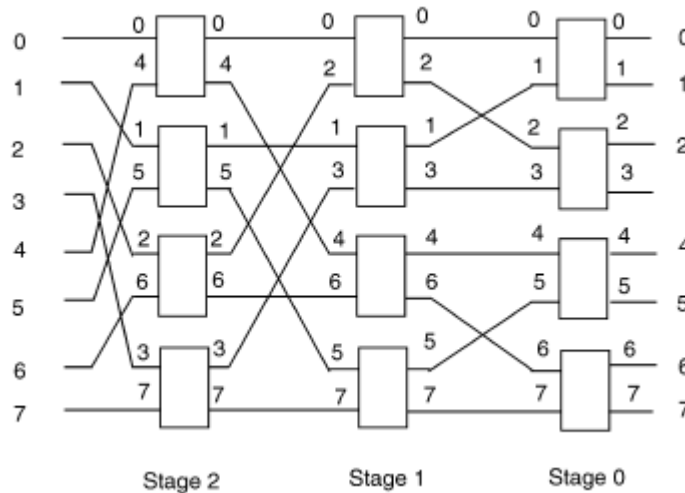 0 0 0 0 0 0 0 0
4 4 2 2 1 1 1
1
1 1 1 1 2 2 2
2
5 5 3 3 3 3
3
2 2 4 4 4 4 4
4
6 6 6 6 5 5 5
5
3 3 5 5 6 6 6
6
7 7 7 7 7 7 7 7
Stage 2 Stage 1 Stage 0